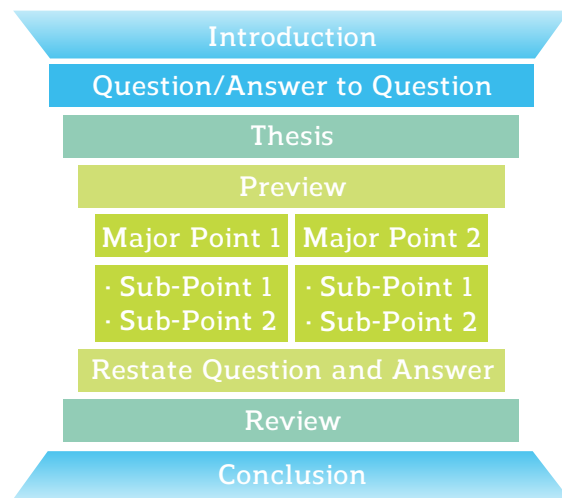 Introduction
Question/Answer to Question
Thesis
Preview
Major Point 1
Major Point 2
· Sub-Point 1
· Sub-Point 2
· Sub-Point 1
· Sub-Point 2
Restate Question and Answer
Review
Conclusion